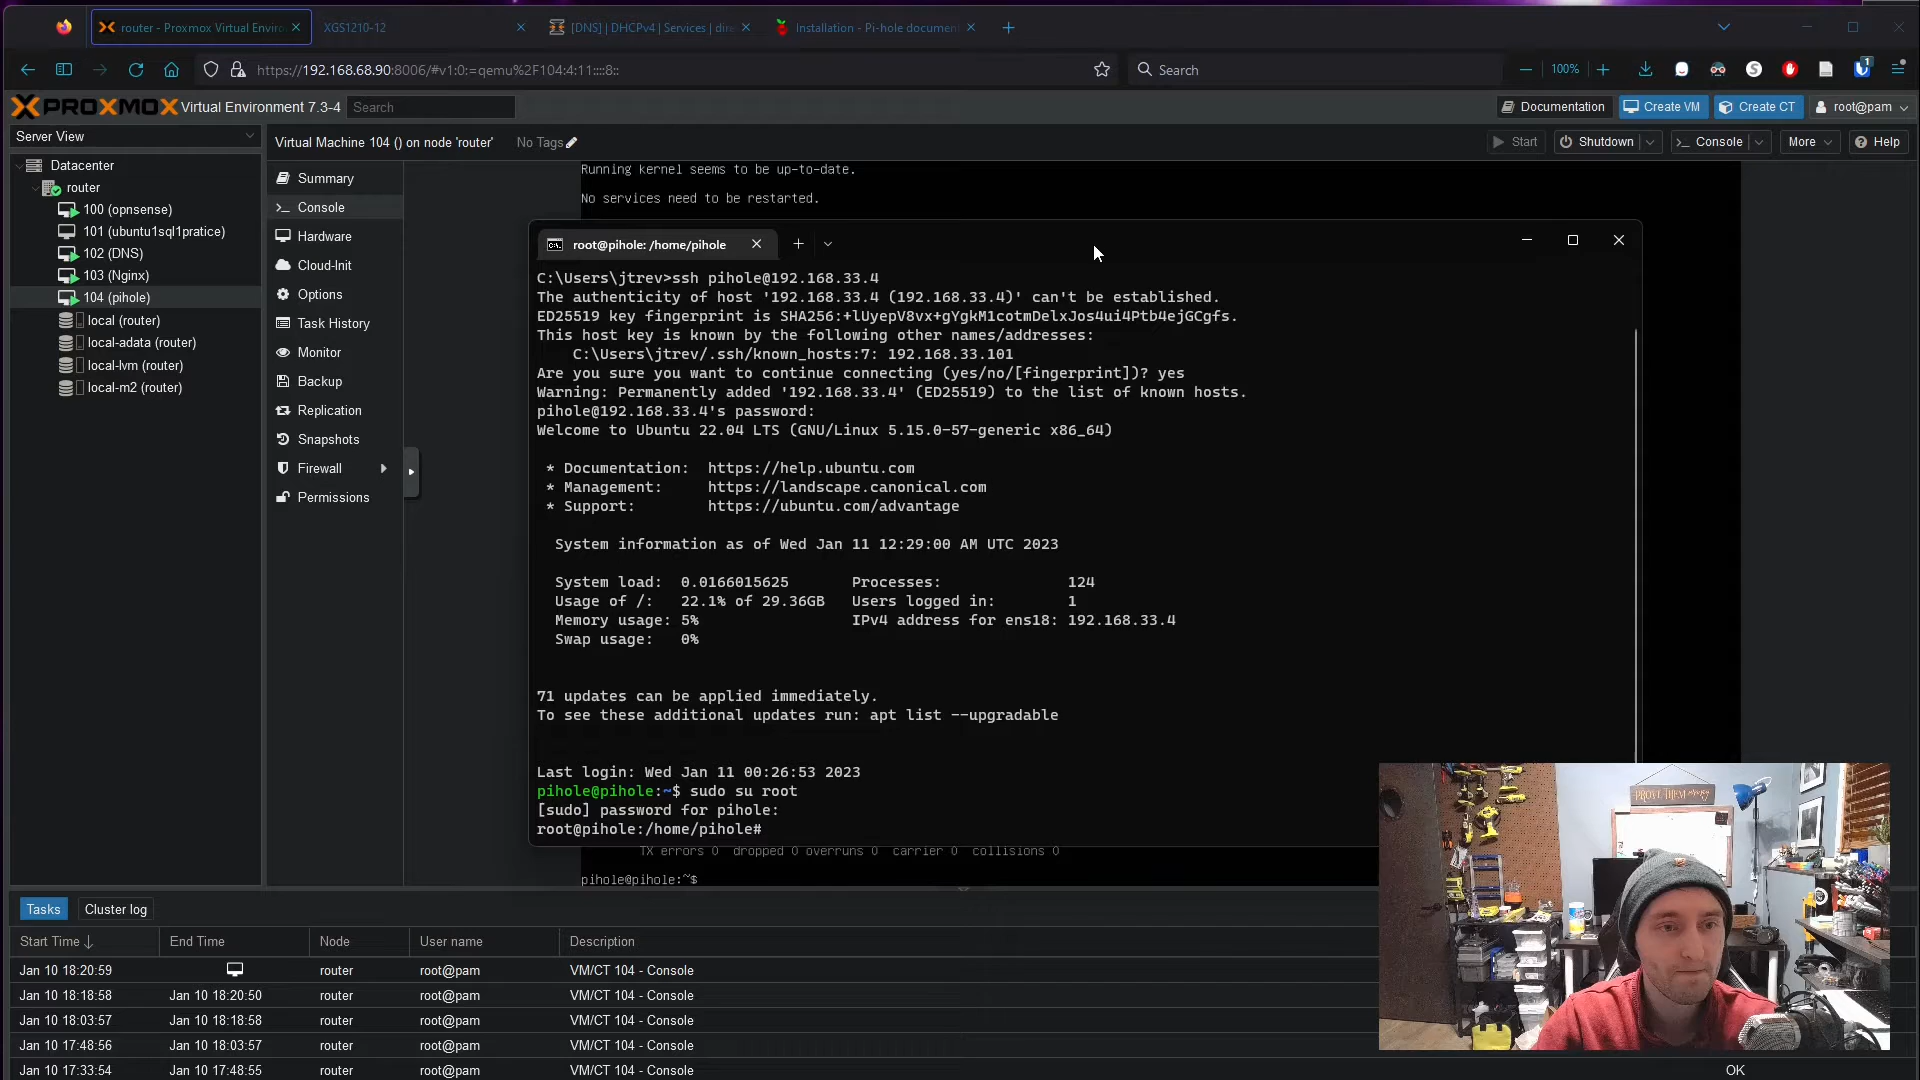 router - Proxmox Virtual Enviro
XGS1210-12
[DNS] | DHCPv4 | Services | dire
Installation - Pi-hole document
https://192.168.68.90:8006/#v1:0:=qemu%2F104:4:11::::8::
Search
100%
1
PROXMOX Virtual Environment 7.3-4
Search
Documentation
Create VM
Create CT
root@pam
Server View
Virtual Machine 104 () on node 'router'
No Tags
Start
Shutdown
Console
More
Help
Datacenter
router
100 (opnsense)
101 (ubuntu1sql1pratice)
102 (DNS)
103 (Nginx)
104 (pihole)
local (router)
local-adata (router)
local-lvm (router)
local-m2 (router)
Summary
Console
Hardware
Cloud-Init
Options
Task History
Monitor
Backup
Replication
Snapshots
Firewall
Permissions
Running kernel seems to be up-to-date.
No services need to be restarted.
root@pihole: /home/pihole
C:\Users\jtrev>ssh pihole@192.168.33.4
The authenticity of host '192.168.33.4 (192.168.33.4)' can't be established.
ED25519 key fingerprint is SHA256:+lUyepV8vx+gYgkM1cotmDelxJos4ui4Ptb4ejGCgfs.
This host key is known by the following other names/addresses:
C:\Users\jtrev/.ssh/known_hosts:7: 192.168.33.101
Are you sure you want to continue connecting (yes/no/[fingerprint])? yes
Warning: Permanently added '192.168.33.4' (ED25519) to the list of known hosts.
pihole@192.168.33.4's password:
Welcome to Ubuntu 22.04 LTS (GNU/Linux 5.15.0-57-generic x86_64)
* Documentation: https://help.ubuntu.com
* Management: https://landscape.canonical.com
* Support: https://ubuntu.com/advantage
System information as of Wed Jan 11 12:29:00 AM UTC 2023
System load: 0.0166015625 Processes: 124
Usage of /: 22.1% of 29.36GB Users logged in: 1
Memory usage: 5% IPv4 address for ens18: 192.168.33.4
Swap usage: 0%
71 updates can be applied immediately.
To see these additional updates run: apt list --upgradable
Last login: Wed Jan 11 00:26:53 2023
pihole@pihole:~$ sudo su root
[sudo] password for pihole:
root@pihole:/home/pihole#
TX errors 0 dropped 0 overruns 0 carrier 0 collisions 0
pihole@pihole:~$
PROVE THEM
Tasks
Cluster log
Start Time
End Time
Node
User name
Description
Jan 10 18:20:59 router root@pam VM/CT 104 - Console
Jan 10 18:18:58 Jan 10 18:20:50 router root@pam VM/CT 104 - Console
Jan 10 18:03:57 Jan 10 18:18:58 router root@pam VM/CT 104 - Console
Jan 10 17:48:56 Jan 10 18:03:57 router root@pam VM/CT 104 - Console
Jan 10 17:33:54 Jan 10 17:48:55 router root@pam VM/CT 104 - Console OK